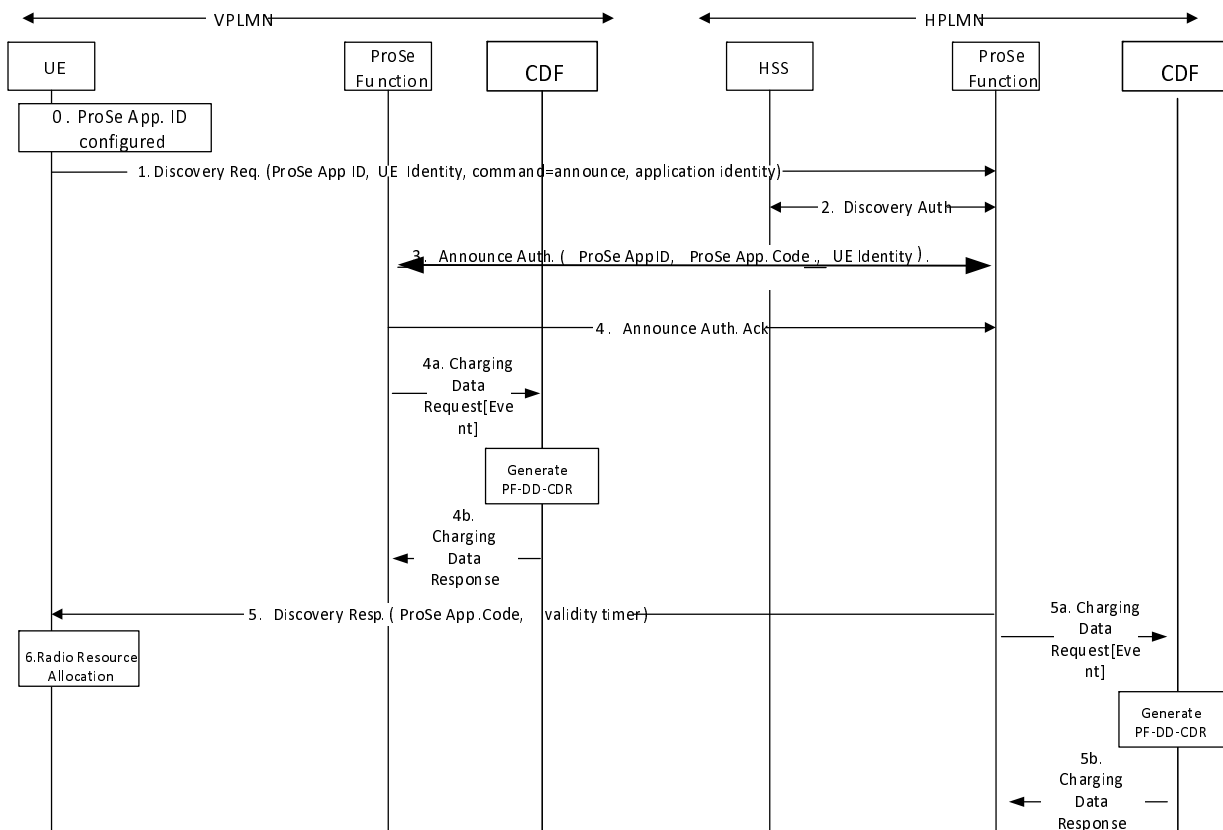 VPLMN
HPLMN
UE
ProSe
Function
CDF
HSS
ProSe
Function
CDF
0. ProSe App. ID
configured
1. Discovery Req. (ProSe App ID, UE Identity, command=announce, application identity)
2. Discovery Auth
3. Announce Auth. ( ProSe AppID, ProSe App. Code ., UE Identity ) .
4. Announce Auth. Ack
4a. Charging
Data
Request[Eve
nt]
Generate
PF-DD-CDR
4b.
Charging
Data
Response
5. Discovery Resp. ( ProSe App .Code, validity timer )
5a. Charging
Data
Request[Eve
nt]
6.Radio Resource
Allocation
Generate
PF-DD-CDR
5b.
Charging
Data
Response